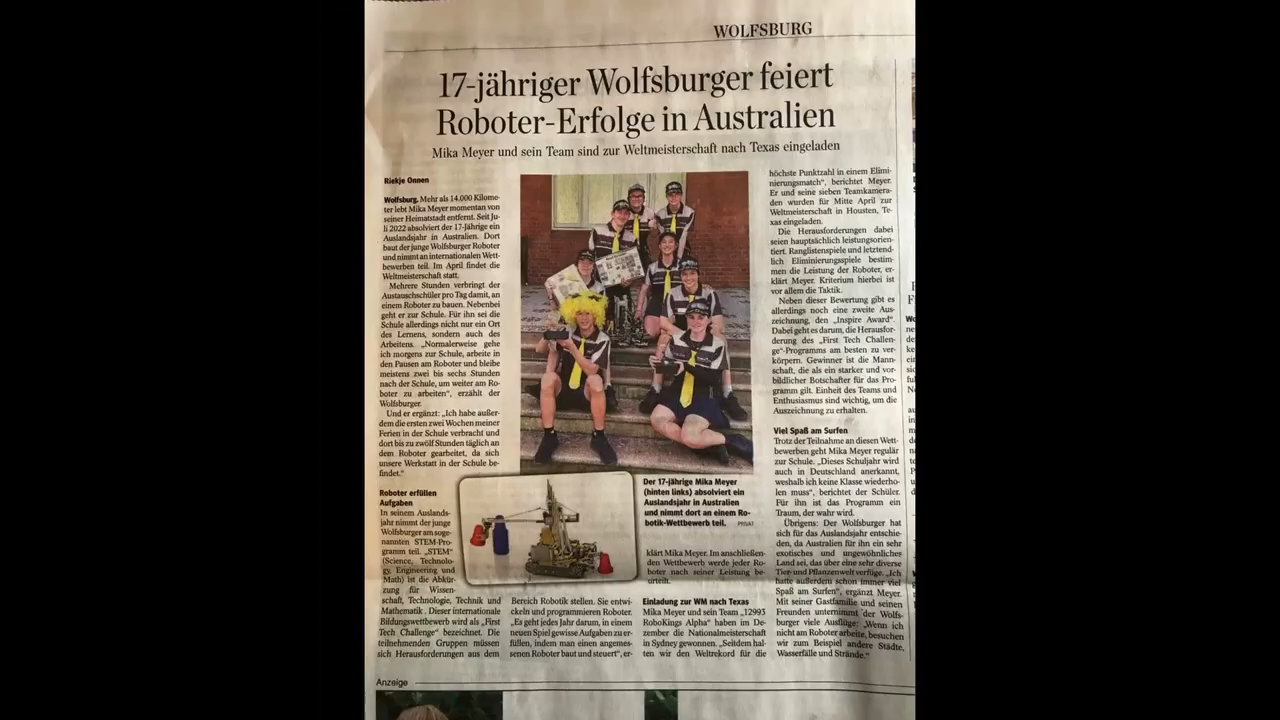 WOLFSBURG
17-jähriger Wolfsburger feiert
Roboter-Erfolge in Australien
Mika Meyer und sein Team sind zur Weltmeisterschaft nach Texas eingeladen
Riekje Onnen
Wolfsburg. Mehr als 14.000 Kilome-
ter lebt Mika Meyer momentan von
seiner Heimatstadt entfernt. Seit Ju-
li 2022 absolviert der 17-Jährige ein
Auslandsjahr in Australien. Dort
baut der junge Wolfsburger Roboter
und nimmt an internationalen Wett-
bewerben teil. Im April findet die
Weltmeisterschaft statt.
Mehrere Stunden verbringt der
Austauschschüler pro Tag damit, an
einem Roboter zu bauen. Nebenbei
geht er zur Schule. Für ihn sei die
Schule allerdings nicht nur ein Ort
des Lernens, sondern auch des
Arbeitens. „Normalerweise gehe
ich morgens zur Schule, arbeite in
den Pausen am Roboter und bleibe
meistens zwei bis sechs Stunden
nach der Schule, um weiter am Ro-
boter zu arbeiten“, erzählt der
Wolfsburger.
Und er ergänzt: „Ich habe außer-
dem die ersten zwei Wochen meiner
Ferien in der Schule verbracht und
dort bis zu zwölf Stunden täglich an
dem Roboter gearbeitet, da sich
unsere Werkstatt in der Schule be-
findet.“
Roboter erfüllen
Aufgaben
In seinem Auslands-
jahr nimmt der junge
Wolfsburger am soge-
nannten STEM-Pro-
gramm teil. „STEM“
(Science, Technolo-
gy, Engineering und
Math) ist die Abkür-
zung für Wissen-
schaft, Technologie, Technik und
Mathematik. Dieser internationale
Bildungswettbewerb wird als „First
Tech Challenge“ bezeichnet. Die
teilnehmenden Gruppen müssen
sich Herausforderungen aus dem
Bereich Robotik stellen. Sie entwi-
ckeln und programmieren Roboter.
„Es geht jedes Jahr darum, in einem
neuen Spiel gewisse Aufgaben zu er-
füllen, indem man einen angemes-
senen Roboter baut und steuert“, er-
Der 17-jährige Mika Meyer
(hinten links) absolviert ein
Auslandsjahr in Australien
und nimmt dort an einem Ro-
botik-Wettbewerb teil. PRIVAT
klärt Mika Meyer. Im anschließen-
den Wettbewerb werde jeder Ro-
boter nach seiner Leistung be-
urteilt.
Einladung zur WM nach Texas
Mika Meyer und sein Team „12993
RoboKings Alpha“ haben im De-
zember die Nationalmeisterschaft
in Sydney gewonnen. „Seitdem hal-
ten wir den Weltrekord für die
höchste Punktzahl in einem Elimi-
nierungsmatch“, berichtet Meyer.
Er und seine sieben Teamkamera-
den wurden für Mitte April zur
Weltmeisterschaft in Housten, Te-
xas eingeladen.
Die Herausforderungen dabei
seien hauptsächlich leistungsorien-
tiert. Ranglistenspiele und letztend-
lich Eliminierungsspiele bestim-
men die Leistung der Roboter, er-
klärt Meyer. Kriterium hierbei ist
vor allem die Taktik.
Neben dieser Bewertung gibt es
allerdings noch eine zweite Aus-
zeichnung, den „Inspire Award“.
Dabei geht es darum, die Herausfor-
derung des „First Tech Challen-
ge“-Programms am besten zu ver-
körpern. Gewinner ist die Mann-
schaft, die als ein starker und vor-
bildlicher Botschafter für das Pro-
gramm gilt. Einheit des Teams und
Enthusiasmus sind wichtig, um die
Auszeichnung zu erhalten.
Viel Spaß am Surfen
Trotz der Teilnahme an diesen Wett-
bewerben geht Mika Meyer regulär
zur Schule. „Dieses Schuljahr wird
auch in Deutschland anerkannt,
weshalb ich keine Klasse wiederho-
len muss“, berichtet der Schüler.
Für ihn ist das Programm ein
Traum, der wahr wird.
Übrigens: Der Wolfsburger hat
sich für das Auslandsjahr entschie-
den, da Australien für ihn ein sehr
exotisches und ungewöhnliches
Land sei, das über eine sehr diverse
Tier- und Pflanzenwelt verfüge. „Ich
hatte außerdem schon immer viel
Spaß am Surfen“, ergänzt Meyer.
Mit seiner Gastfamilie und seinen
Freunden unternimmt der Wolfs-
burger viele Ausflüge: „Wenn ich
nicht am Roboter arbeite, besuchen
wir zum Beispiel andere Städte,
Wasserfälle und Strände.“
Anzeige